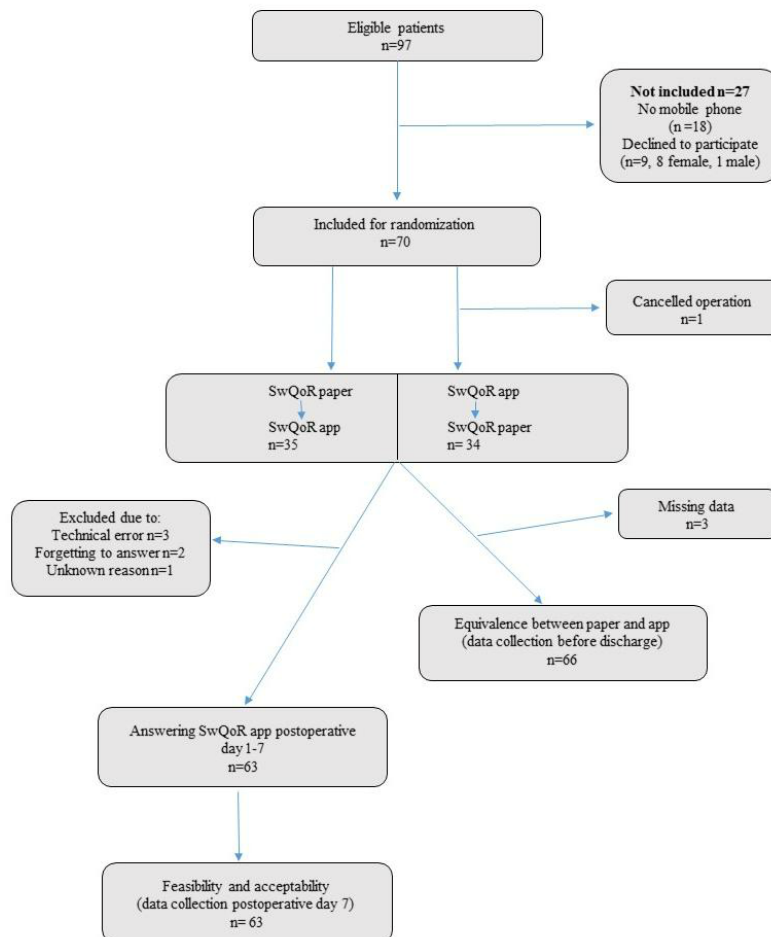 Eligible patients
n=97
Not included n=27
No mobile phone
(n =18)
Declined to participate
(n=9, 8 female, 1 male)
Included for randomization
n=70
Cancelled operation
n=1
SwQoR paper
SwQoR app
n=35
SwQoR app
SwQoR paper
n= 34
Excluded due to:
Technical error n=3
Forgetting to answer n=2
Unknown reason n=1
Missing data
n=3
Equivalence between paper and app
(data collection before discharge)
n=66
Answering SwQoR app postoperative
day 1-7
n=63
Feasibility and acceptability
(data collection postoperative day 7)
n= 63